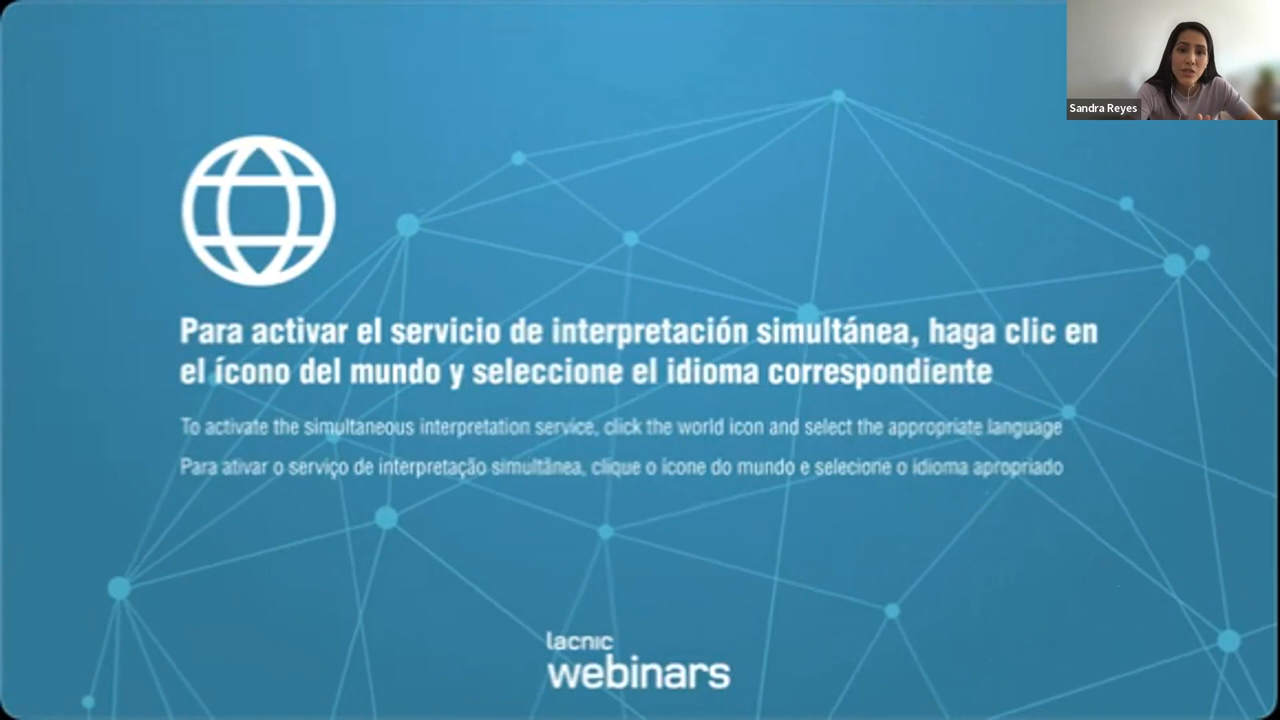 Sandra Reyes
Para activar el servicio de interpretación simultánea, haga clic en
el ícono del mundo y seleccione el idioma correspondiente
To activate the simultaneous interpretation service, click the world icon and select the appropriate language
Para ativar o serviço de interpretação simultânea, clique o ícone do mundo e selecione o idioma apropriado
lacnic
webinars